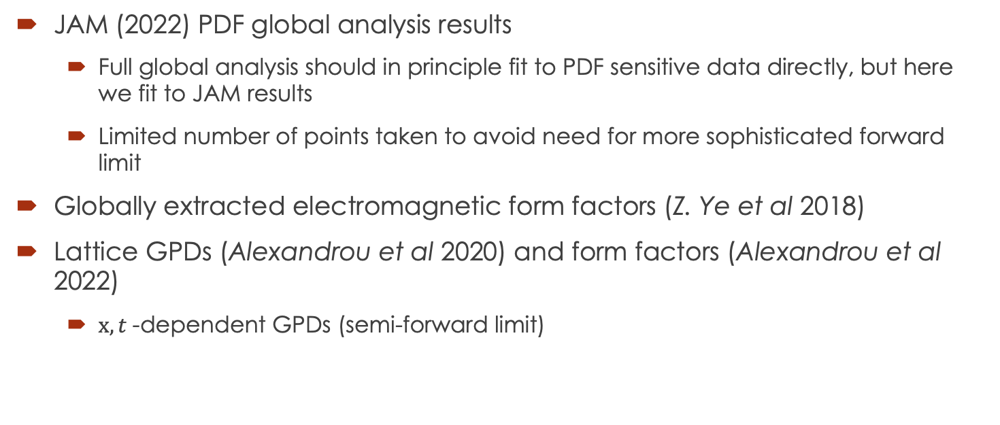 JAM (2022) PDF global analysis results
Full global analysis should in principle fit to PDF sensitive data directly, but here
we fit to JAM results
Limited number of points taken to avoid need for more sophisticated forward
limit
Globally extracted electromagnetic form factors (Z. Ye et al 2018)
Lattice GPDs (Alexandrou et al 2020) and form factors (Alexandrou et al
2022)
x, t -dependent GPDs (semi-forward limit)